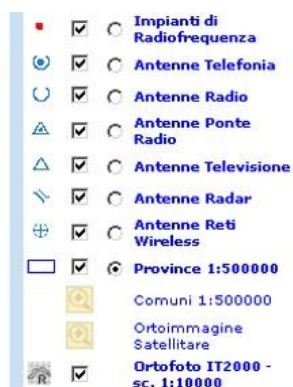 Impianti di
Radiofrequenza
Antenne Telefonia
Antenne Radio
Antenne Ponte
Radio
Antenne Televisione
Antenne Radar
Antenne Reti
Wireless
Province 1:500000
Comuni 1:500000
Ortoimmagine
Satellitare
Ortofoto IT2000 -
sc. 1:10000